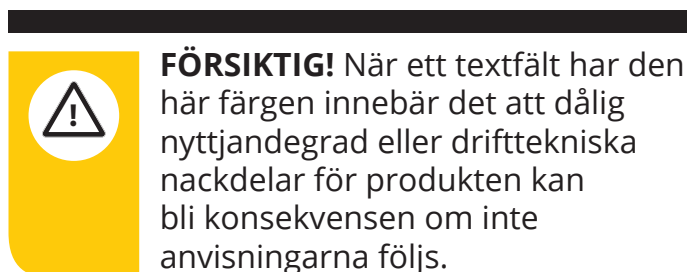 FÖRSIKTIG! När ett textfält har den
här färgen innebär det att dålig
nyttjandegrad eller drifttekniska
nackdelar för produkten kan
bli konsekvensen om inte
anvisningarna följs.